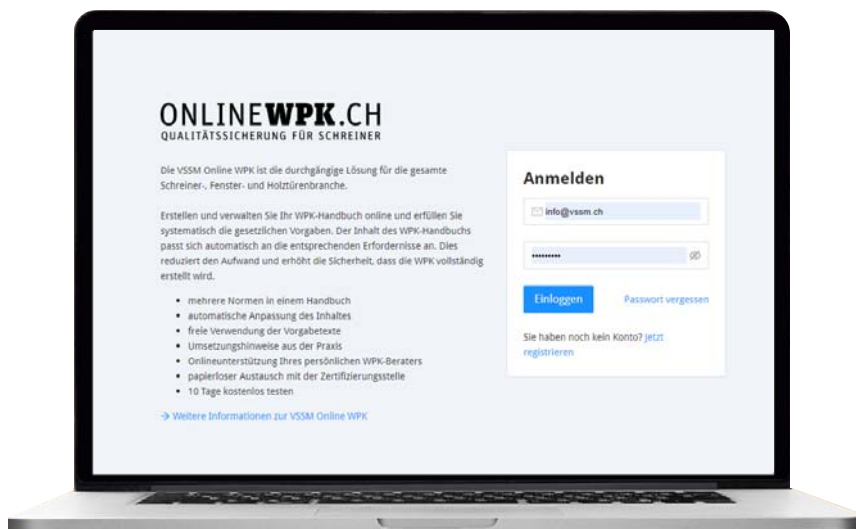 ONLINEWPK.CH
QUALITÄTSSICHERUNG FÜR SCHREINER
Die VSSM Online WPK ist die durchgängige Lösung für die gesamte
Schreiner-, Fenster- und Holztürenbranche.
Erstellen und verwalten Sie Ihr WPK-Handbuch online und erfüllen Sie
systematisch die gesetzlichen Vorgaben. Der Inhalt des WPK-Handbuchs
passt sich automatisch an die entsprechenden Erfordernisse an. Dies
reduziert den Aufwand und erhöht die Sicherheit, dass die WPK vollständig
erstellt wird.
• mehrere Normen in einem Handbuch
• automatische Anpassung des Inhaltes
• freie Verwendung der Vorgabetexte
• Umsetzungshinweise aus der Praxis
• Onlineunterstützung Ihres persönlichen WPK-Beraters
• papierloser Austausch mit der Zertifizierungsstelle
• 10 Tage kostenlos testen
→ Weitere Informationen zur VSSM Online WPK
Anmelden
info@vssm.ch
•••••••••
Einloggen
Passwort vergessen
Sie haben noch kein Konto? Jetzt
registrieren